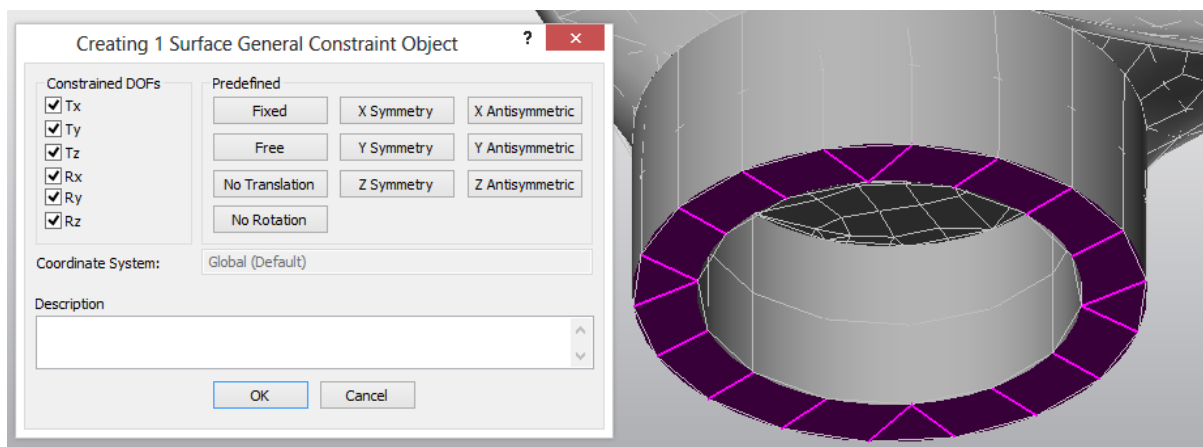 Creating 1 Surface General Constraint Object ? ×
Constrained DOFs
Tx
Ty
Tz
Rx
Ry
Rz
Predefined
Fixed X Symmetry X Antisymmetric
Free Y Symmetry Y Antisymmetric
No Translation Z Symmetry Z Antisymmetric
No Rotation
Coordinate System: Global (Default)
Description
OK Cancel